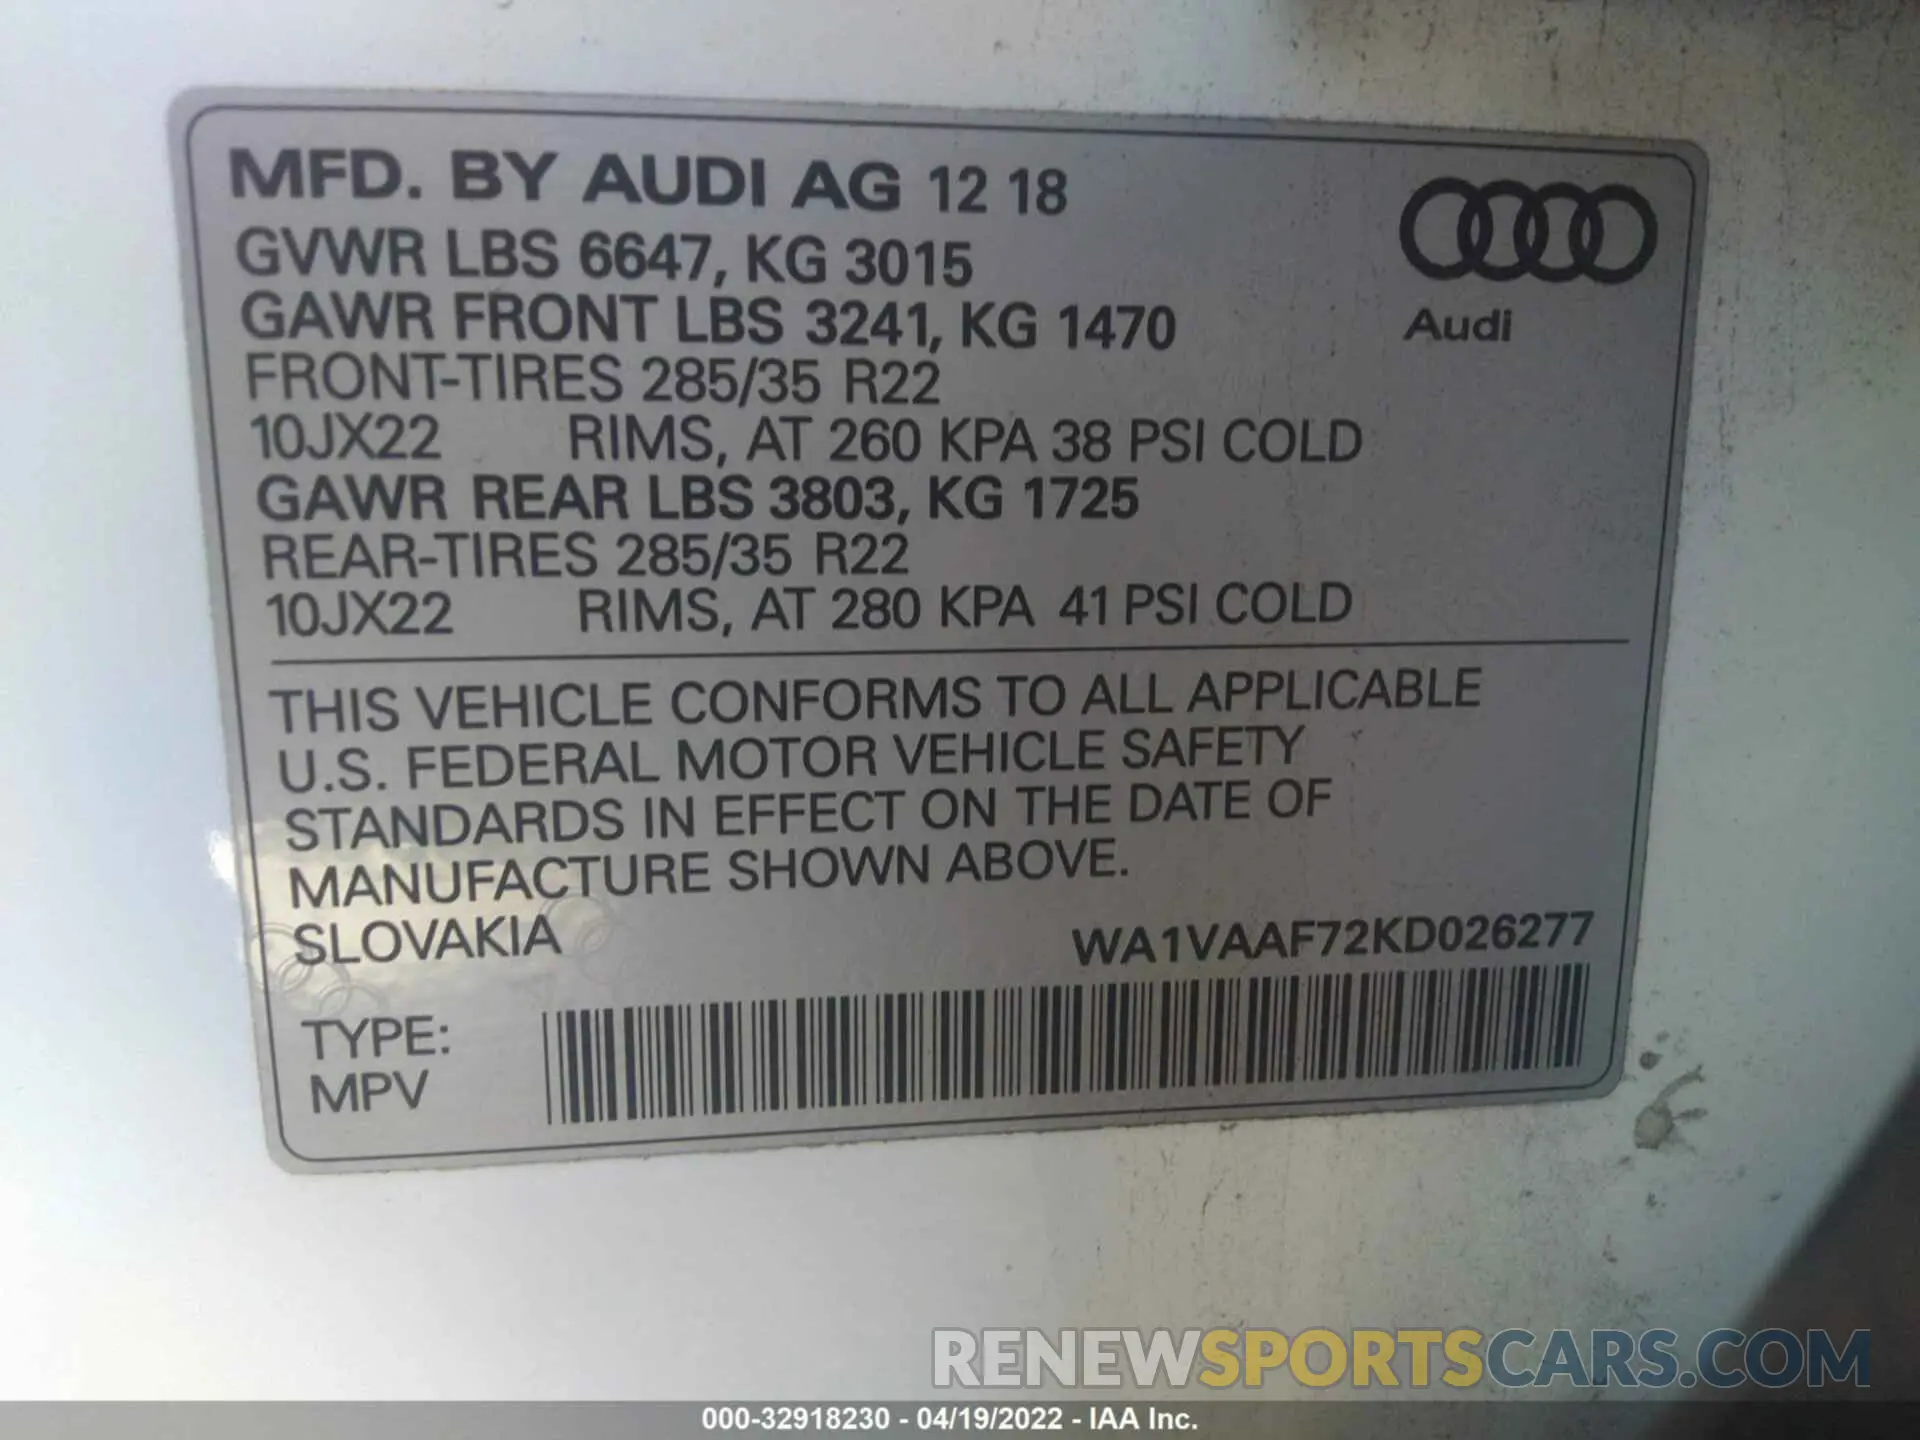 MFD. BY AUDI AG 12 18
GVWR LBS 6647, KG 3015
GAWR FRONT LBS 3241, KG 1470
Audi
FRONT-TIRES 285/35 R22
10JX22 RIMS, AT 260 KPA 38 PSI COLD
GAWR REAR LBS 3803, KG 1725
REAR-TIRES 285/35 R22
10JX22 RIMS, AT 280 KPA 41 PSI COLD
THIS VEHICLE CONFORMS TO ALL APPLICABLE
U.S. FEDERAL MOTOR VEHICLE SAFETY
STANDARDS IN EFFECT ON THE DATE OF
MANUFACTURE SHOWN ABOVE.
SLOVAKIA WA1VAAF72KD026277
TYPE:
MPV
RENEWSPORTSCARS.COM
000-32918230 - 04/19/2022 - IAA Inc.